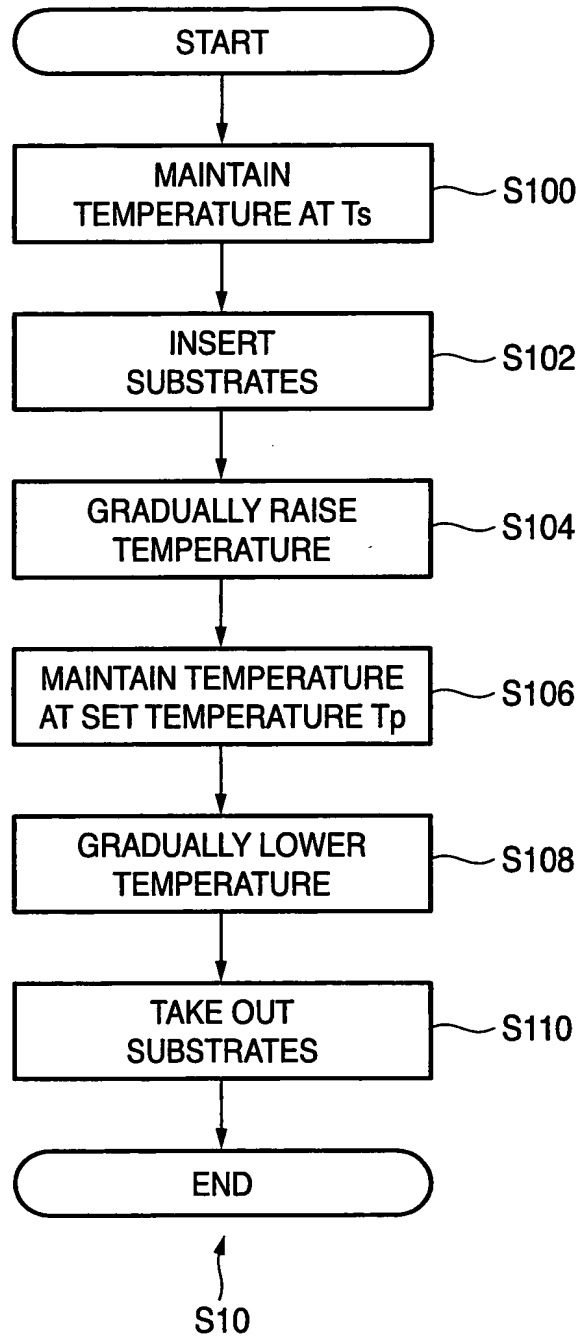 START
MAINTAIN
TEMPERATURE AT Ts
S100
INSERT
SUBSTRATES
S102
GRADUALLY RAISE
TEMPERATURE
S104
MAINTAIN TEMPERATURE
AT SET TEMPERATURE Tp
S106
GRADUALLY LOWER
TEMPERATURE
S108
TAKE OUT
SUBSTRATES
S110
END
S10